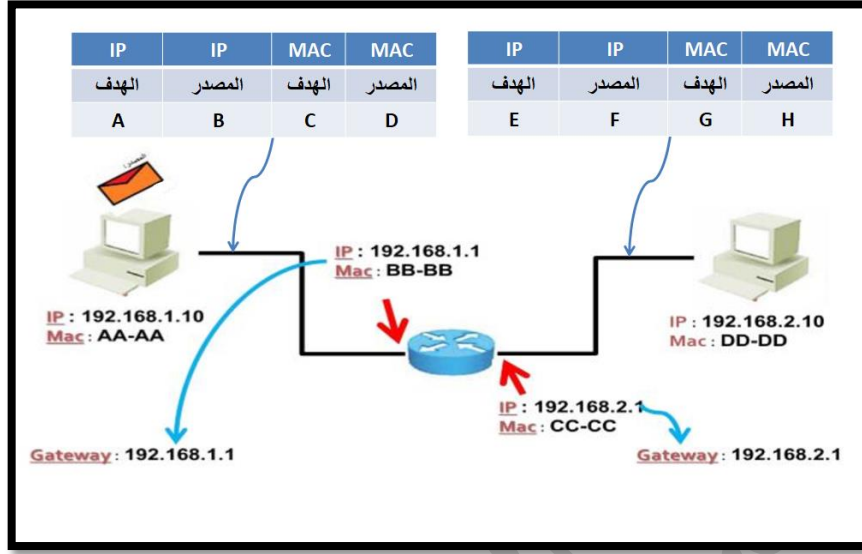 IP IP MAC MAC
الهدف المصدر الهدف المصدر
A B C D
IP IP MAC MAC
الهدف المصدر الهدف المصدر
E F G H
المصدر:
IP : 192.168.1.1
Mac : BB-BB
IP : 192.168.1.10
Mac : AA-AA
IP : 192.168.2.10
Mac : DD-DD
IP : 192.168.2.1
Mac : CC-CC
Gateway : 192.168.1.1
Gateway : 192.168.2.1